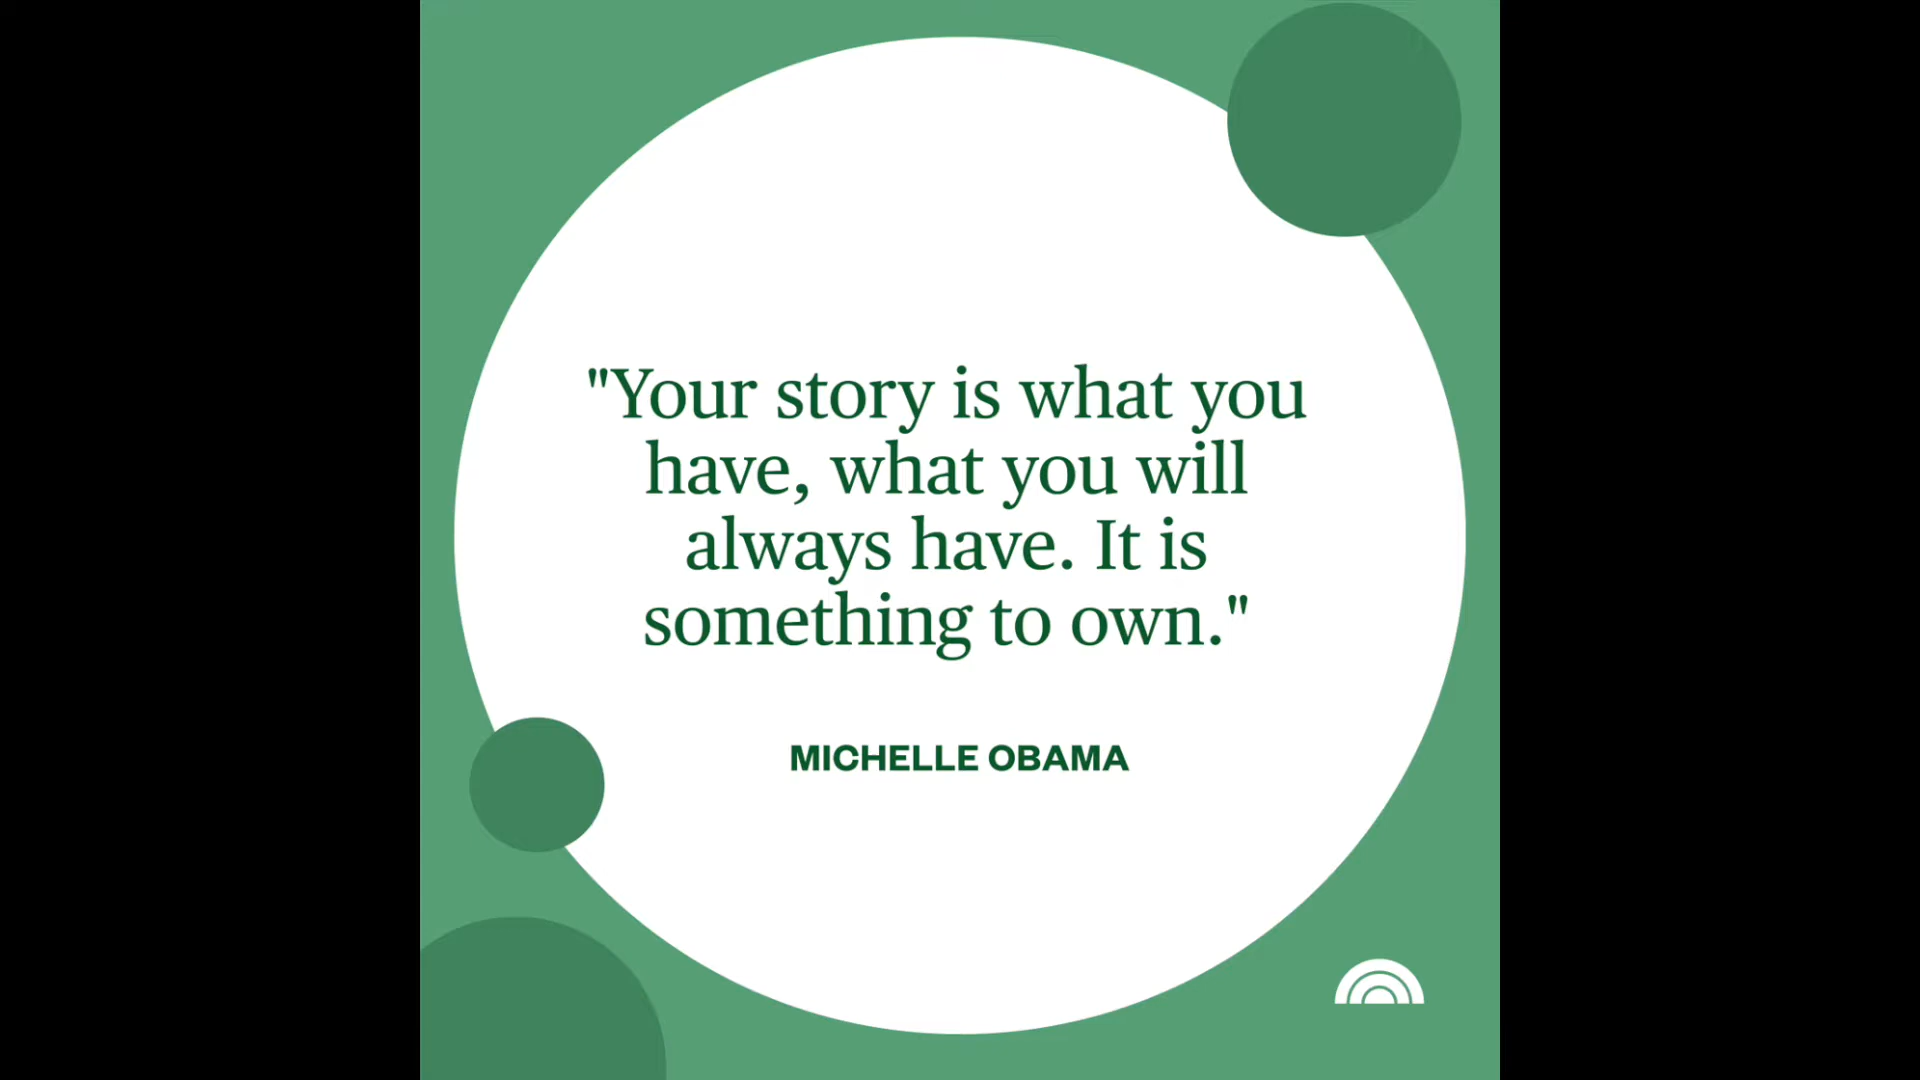 "Your story is what you
have, what you will
always have. It is
something to own."
MICHELLE OBAMA